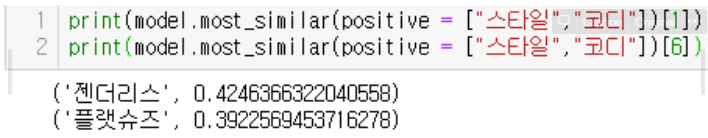 1 print(model.most_similar(positive = ["스타일","코디"])[1])
2 print(model.most_similar(positive = ["스타일","코디"])[6])
('젠더리스', 0.4246366322040558)
('플랫슈즈', 0.3922569453716278)